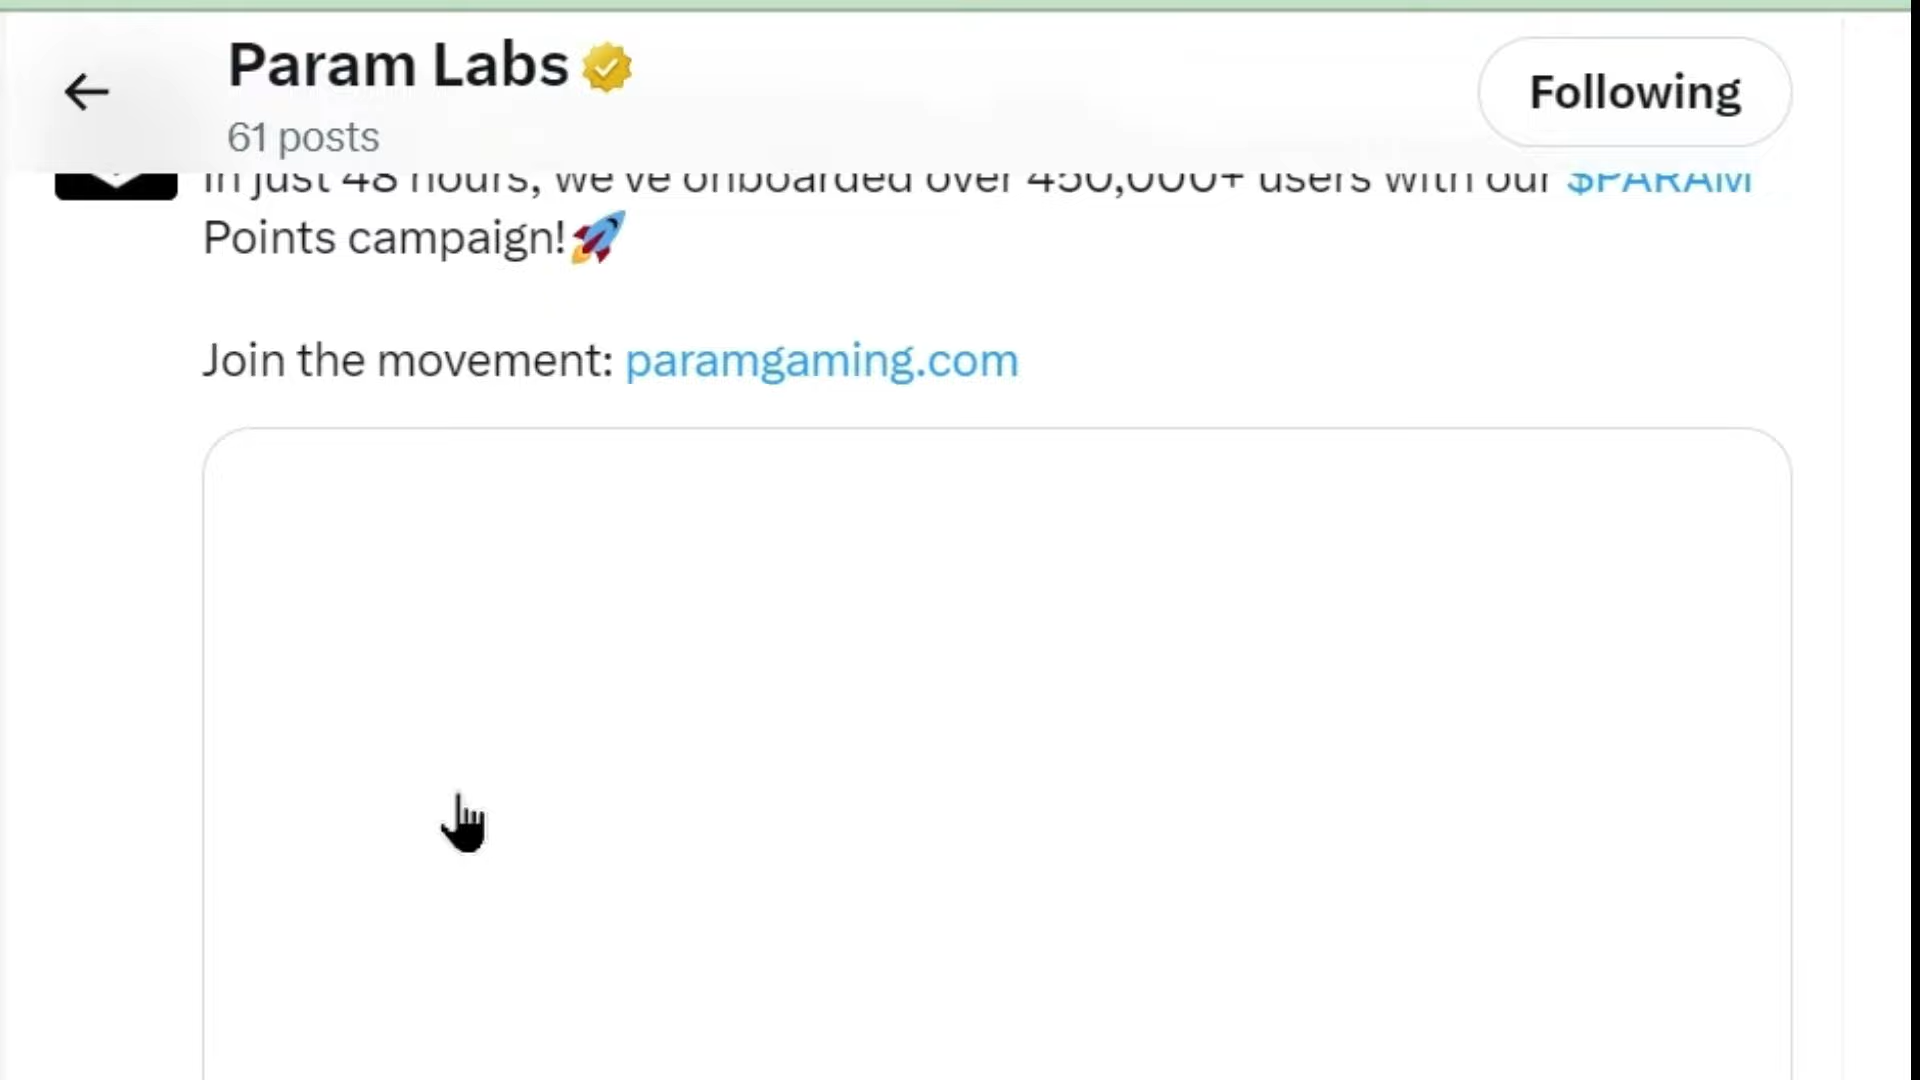 Param Labs
61 posts
Following
In just 48 hours, we've onboarded over 450,000+ users with our $PARAM
Points campaign!🚀
Join the movement: paramgaming.com